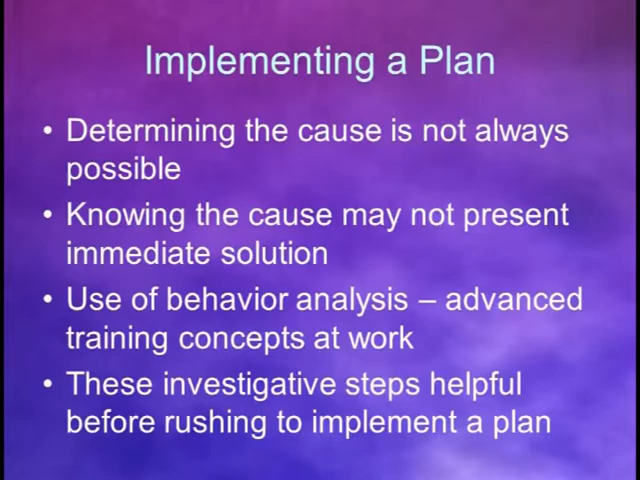 Implementing a Plan
• Determining the cause is not always
possible
• Knowing the cause may not present
immediate solution
• Use of behavior analysis – advanced
training concepts at work
• These investigative steps helpful
before rushing to implement a plan